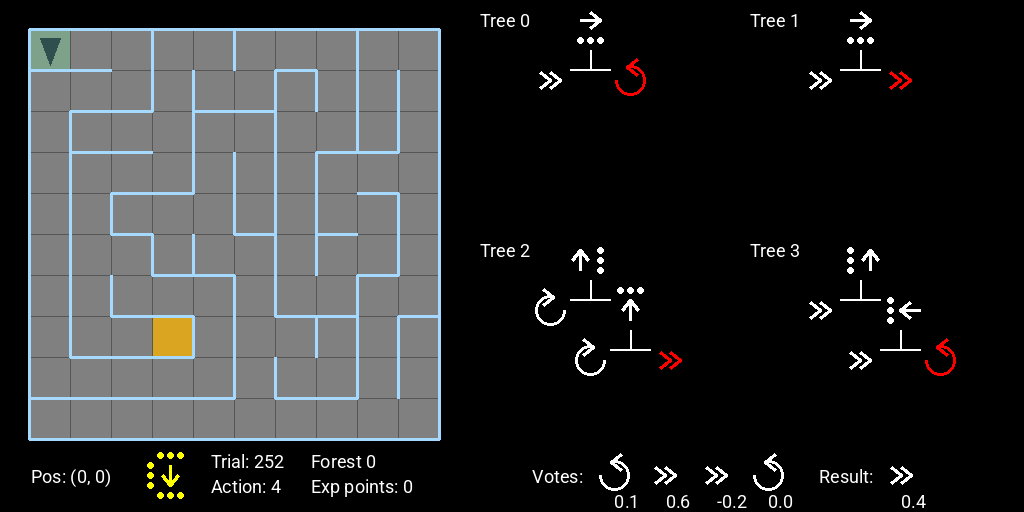 Tree 0
Tree 1
Tree 2
Tree 3
Pos: (0, 0)
Trial: 252
Forest 0
Action: 4
Exp points: 0
Votes:
Result:
0.1
0.6
-0.2
0.0
0.4